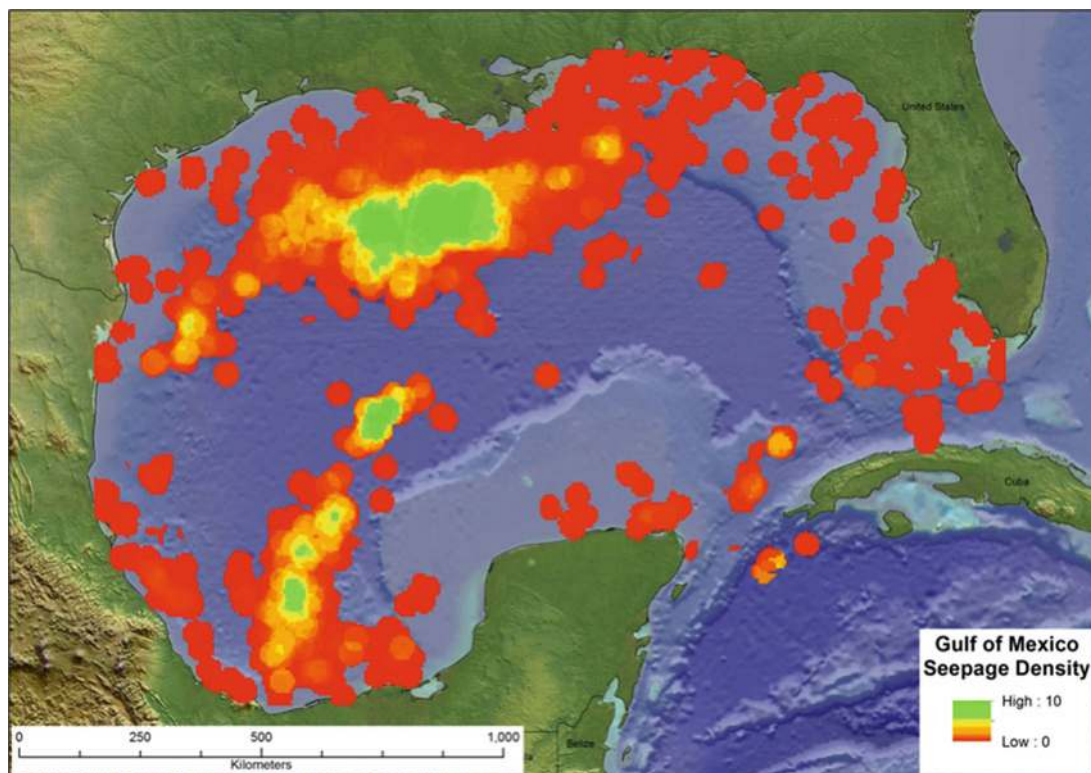 United States
Cuba
Gulf of Mexico
Seepage Density
High : 10
Low : 0
0 250 500 1,000
Kilometers
Belize